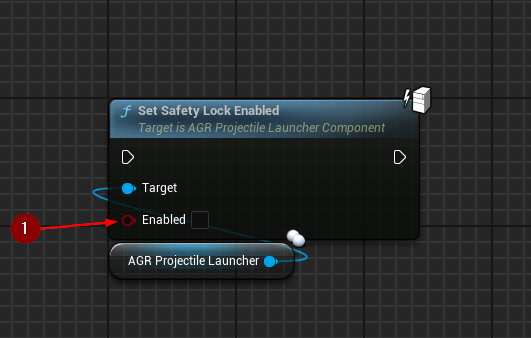 f Set Safety Lock Enabled
Target is AGR Projectile Launcher Component
Target
1 Enabled
AGR Projectile Launcher